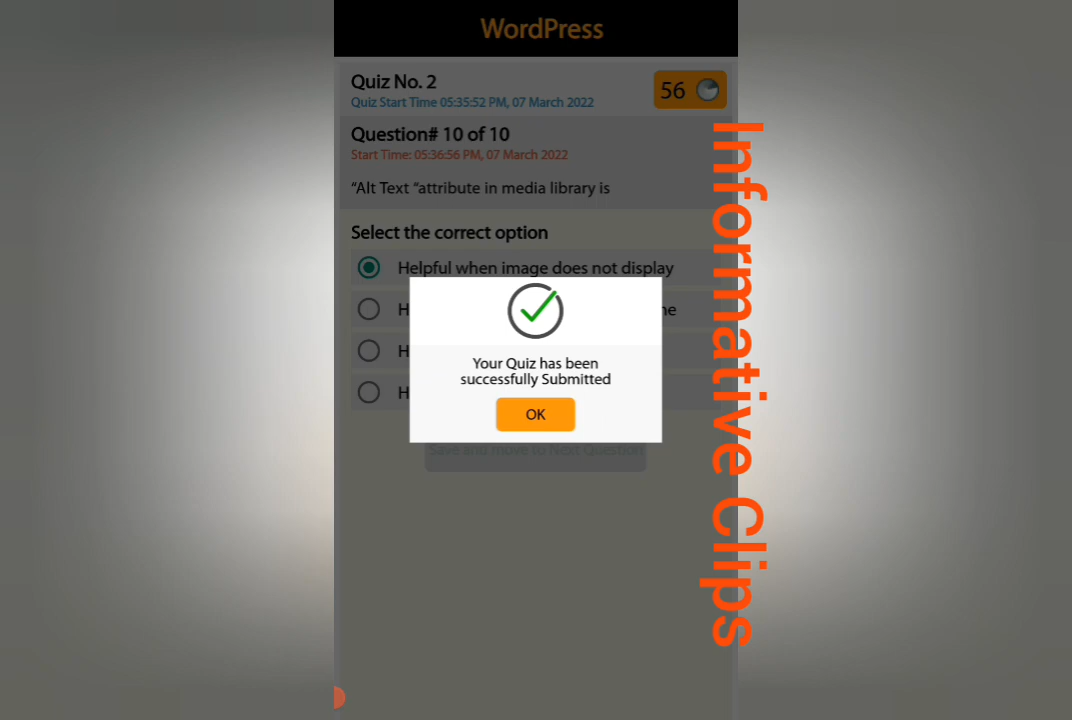 WordPress
Quiz No. 2
56
Quiz Start Time 05:35:52 PM, 07 March 2022
Question# 10 of 10
Start Time: 05:36:56 PM, 07 March 2022
“Alt Text “attribute in media library is
Select the correct option
Helpful when image does not display
Your Quiz has been
successfully Submitted
OK
Save and move to Next Question
Informative Clips